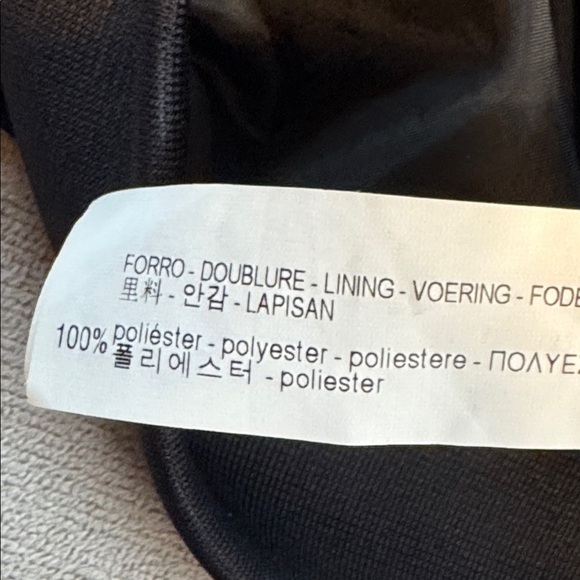 FORRO - DOUBLURE - LINING - VOERING - FODE
里料 - 안감 - LAPISAN
100% poliéster - polyester - poliestere - ΠΟΛΥΕΣ
폴리에스터 - poliester